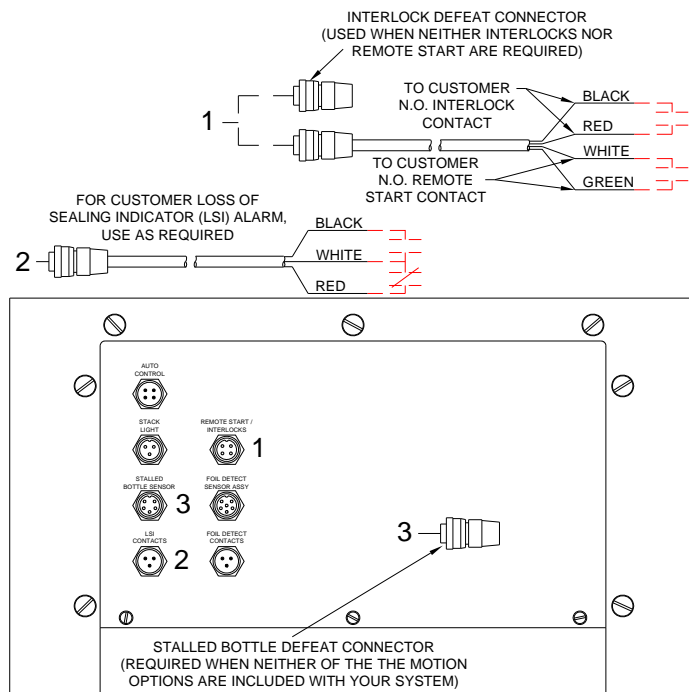 INTERLOCK DEFEAT CONNECTOR
(USED WHEN NEITHER INTERLOCKS NOR
REMOTE START ARE REQUIRED)
1
TO CUSTOMER
N.O. INTERLOCK
CONTACT
BLACK
RED
WHITE
GREEN
TO CUSTOMER
N.O. REMOTE
START CONTACT
FOR CUSTOMER LOSS OF
SEALING INDICATOR (LSI) ALARM,
USE AS REQUIRED
2
BLACK
WHITE
RED
AUTO
CONTROL
STACK
LIGHT
REMOTE START /
INTERLOCKS
1
STALLED
BOTTLE SENSOR
3
FOIL DETECT
SENSOR ASSY
LSI
CONTACTS
2
FOIL DETECT
CONTACTS
3
STALLED BOTTLE DEFEAT CONNECTOR
(REQUIRED WHEN NEITHER OF THE THE MOTION
OPTIONS ARE INCLUDED WITH YOUR SYSTEM)